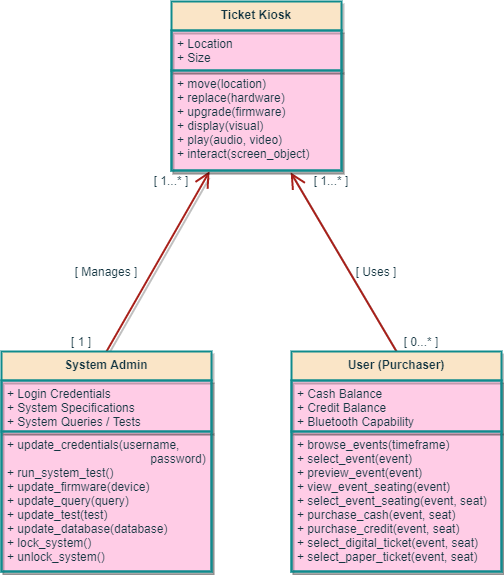 Ticket Kiosk
+ Location
+ Size
+ move(location)
+ replace(hardware)
+ upgrade(firmware)
+ display(visual)
+ play(audio, video)
+ interact(screen_object)
[ 1...* ]
[ 1...* ]
[ Manages ]
[ Uses ]
[ 1 ]
[ 0...* ]
System Admin
+ Login Credentials
+ System Specifications
+ System Queries / Tests
+ update_credentials(username,
password)
+ run_system_test()
+ update_firmware(device)
+ update_query(query)
+ update_test(test)
+ update_database(database)
+ lock_system()
+ unlock_system()
User (Purchaser)
+ Cash Balance
+ Credit Balance
+ Bluetooth Capability
+ browse_events(timeframe)
+ select_event(event)
+ preview_event(event)
+ view_event_seating(event)
+ select_event_seating(event, seat)
+ purchase_cash(event, seat)
+ purchase_credit(event, seat)
+ select_digital_ticket(event, seat)
+ select_paper_ticket(event, seat)